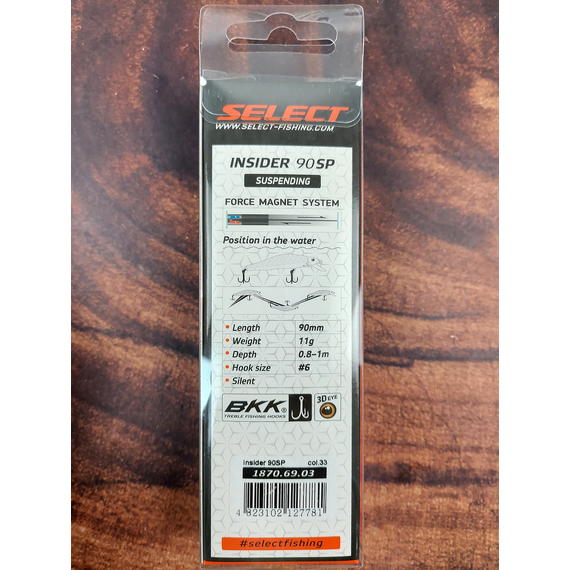 SELECT
WWW.SELECT-FISHING.COM
INSIDER 90SP
SUSPENDING
FORCE MAGNET SYSTEM
Position in the water
• Length 90mm
• Weight 11g
• Depth 0.8-1m
• Hook size #6
• Silent
BKK® 3D EYE
TREBLE FISHING HOOKS
Insider 90SP col.33
1870.69.03
4 823102 127781
#selectfishing